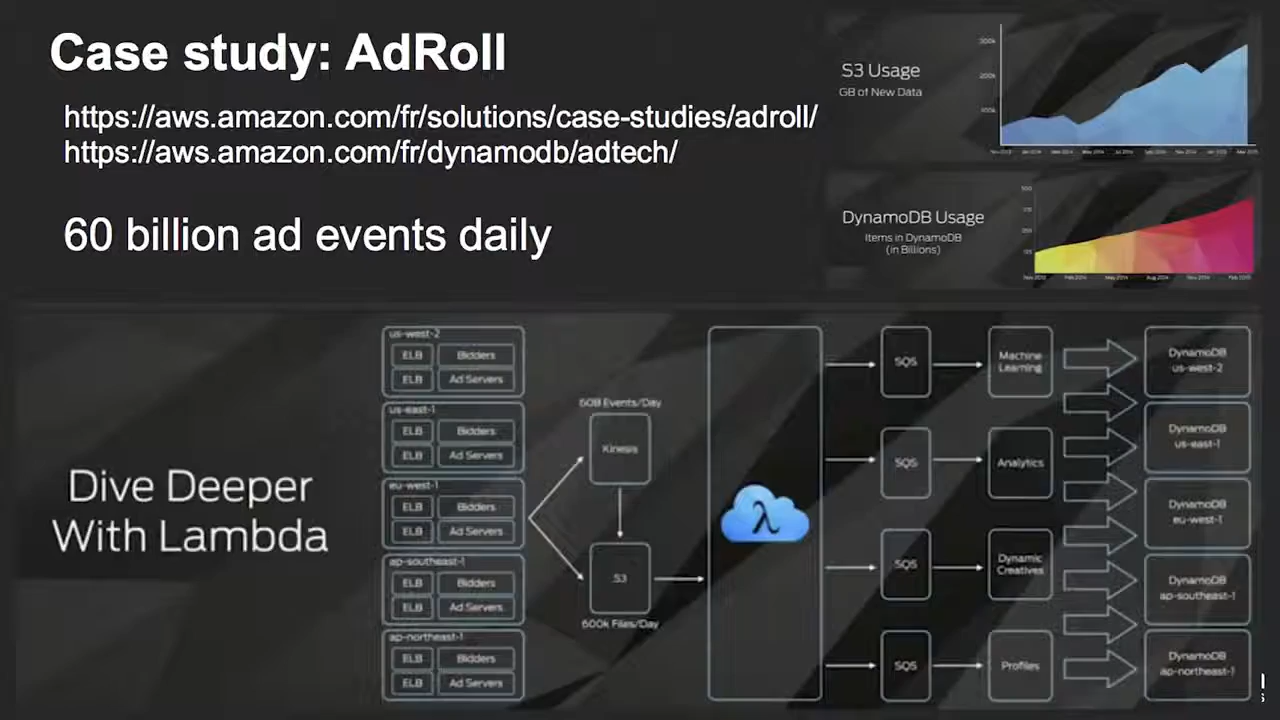 Case study: AdRoll
https://aws.amazon.com/fr/solutions/case-studies/adroll/
https://aws.amazon.com/fr/dynamodb/adtech/
60 billion ad events daily
S3 Usage
GB of New Data
300k
200k
100k
DynamoDB Usage
Items in DynamoDB
(in Billions)
Dive Deeper
With Lambda
us-west-2
ELB Bidders
ELB Ad Servers
us-east-1
ELB Bidders
ELB Ad Servers
eu-west-1
ELB Bidders
ELB Ad Servers
ap-southeast-1
ELB Bidders
ELB Ad Servers
ap-northeast-1
ELB Bidders
ELB Ad Servers
60B Events/Day
Kinesis
S3
600k Files/Day
λ
SQS
Machine
Learning
SQS
Analytics
SQS
Dynamic
Creatives
SQS
Profiles
DynamoDB
us-west-2
DynamoDB
us-east-1
DynamoDB
eu-west-1
DynamoDB
ap-southeast-1
DynamoDB
ap-northeast-1